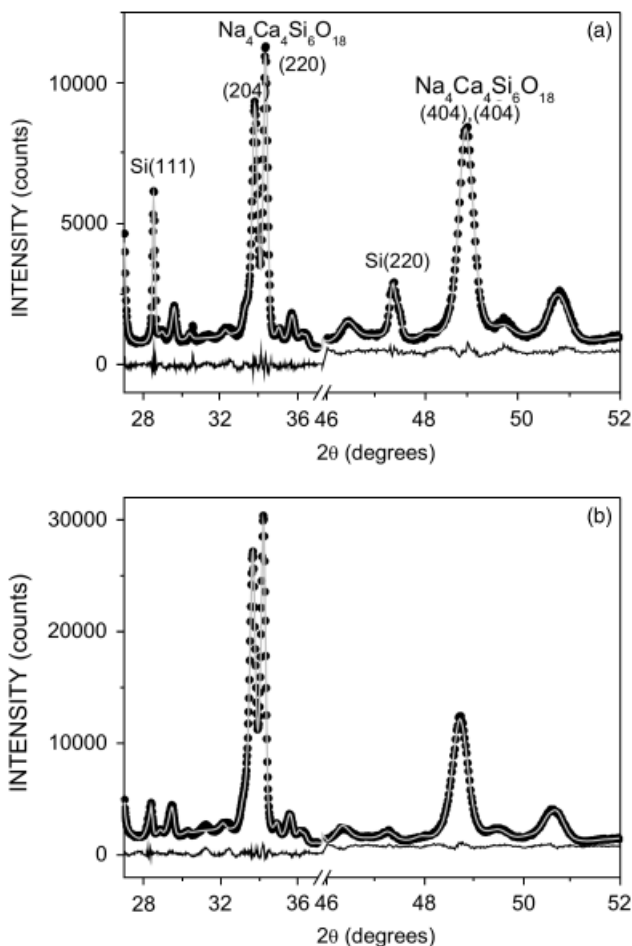 Na₄Ca₄Si₆O₁₈
(a)
(220)
(204)
Na₄Ca₄Si₆O₁₈
(404),(404)
Si(111)
Si(220)
10000
5000
0
INTENSITY (counts)
28 32 36 46 48 50 52
2θ (degrees)
(b)
30000
20000
10000
0
INTENSITY (counts)
28 32 36 46 48 50 52
2θ (degrees)